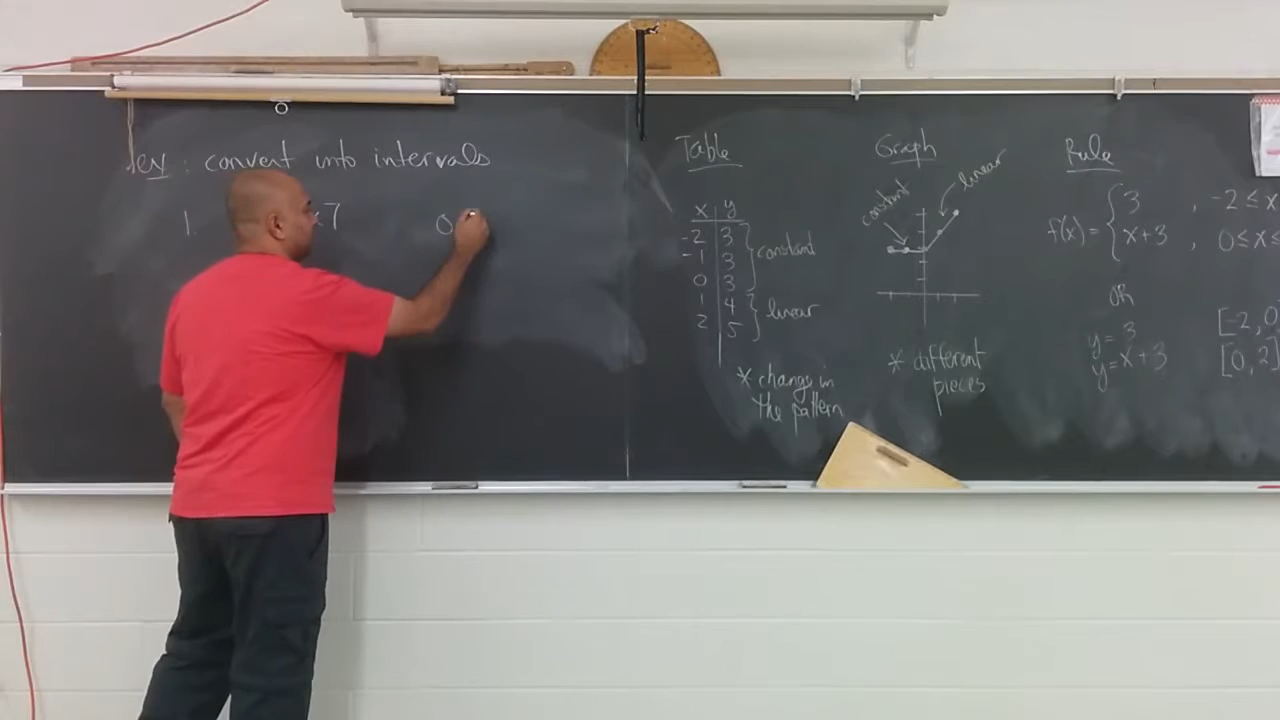 ex : convert into intervals
1. <7 0
Table
x y
-2 3
-1 3
0 3
constant
1 4
2 5
linear
* change in
the pattern
Graph
constant
linear
* different
pieces
Rule
f(x) = { 3 , -2 ≤ x
x+3 , 0 ≤ x ≤
OR
y = 3 [-2, 0
y = x + 3 [0, 2]